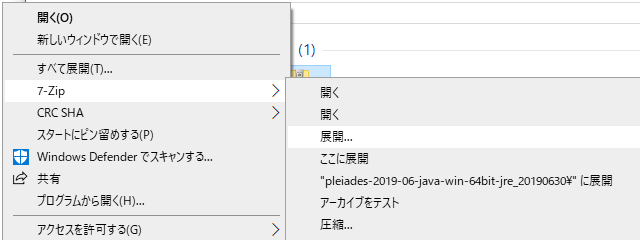 開く(O)
新しいウィンドウで開く(E)
(1)
すべて展開(T)...
7-Zip
CRC SHA
スタートにピン留めする(P)
Windows Defender でスキャンする...
共有
プログラムから開く(H)...
アクセスを許可する(G)
開く
開く
展開...
ここに展開
"pleiades-2019-06-java-win-64bit-jre_20190630¥" に展開
アーカイブをテスト
圧縮...